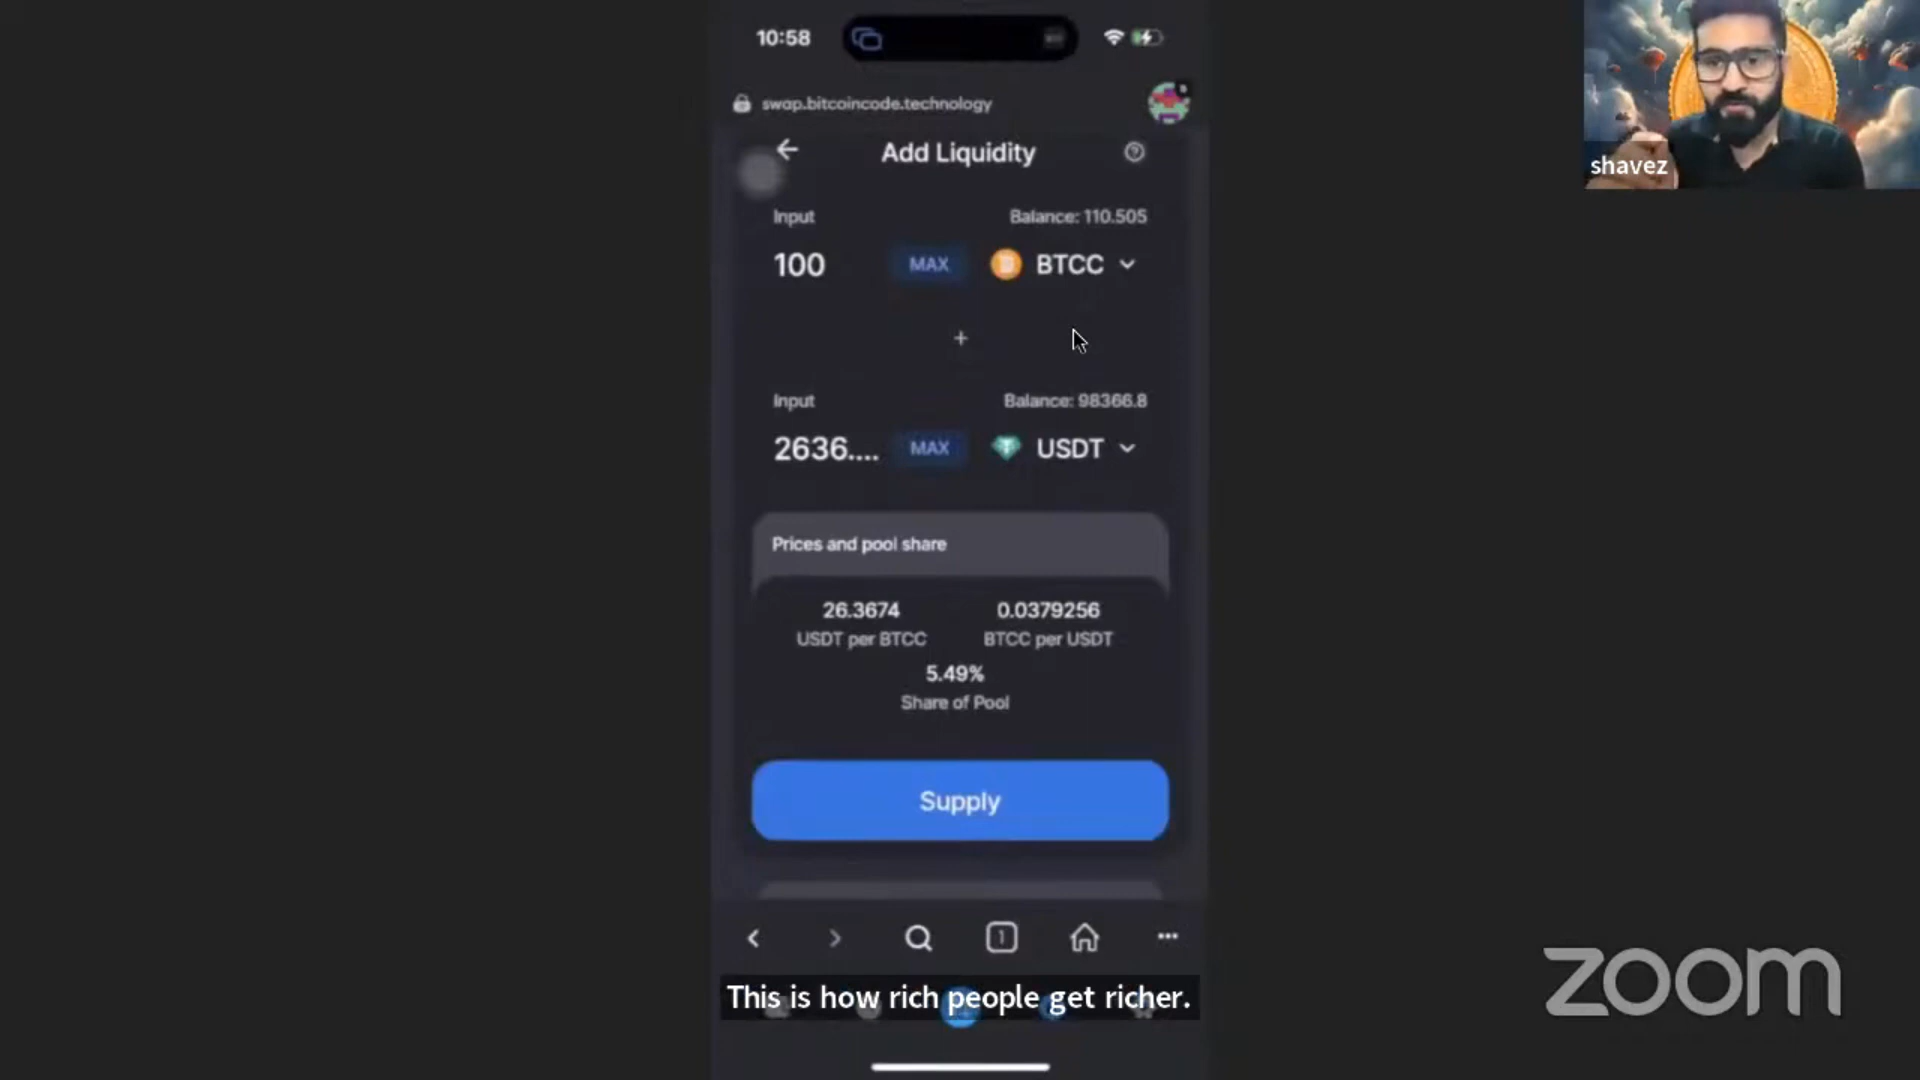 10:58
swap.bitcoincode.technology
Add Liquidity
Input
Balance: 110.505
100
MAX
BTCC
+
Input
Balance: 98366.8
2636....
MAX
USDT
Prices and pool share
26.3674
0.0379256
USDT per BTCC
BTCC per USDT
5.49%
Share of Pool
Supply
1
This is how rich people get richer.
shavez
zoom